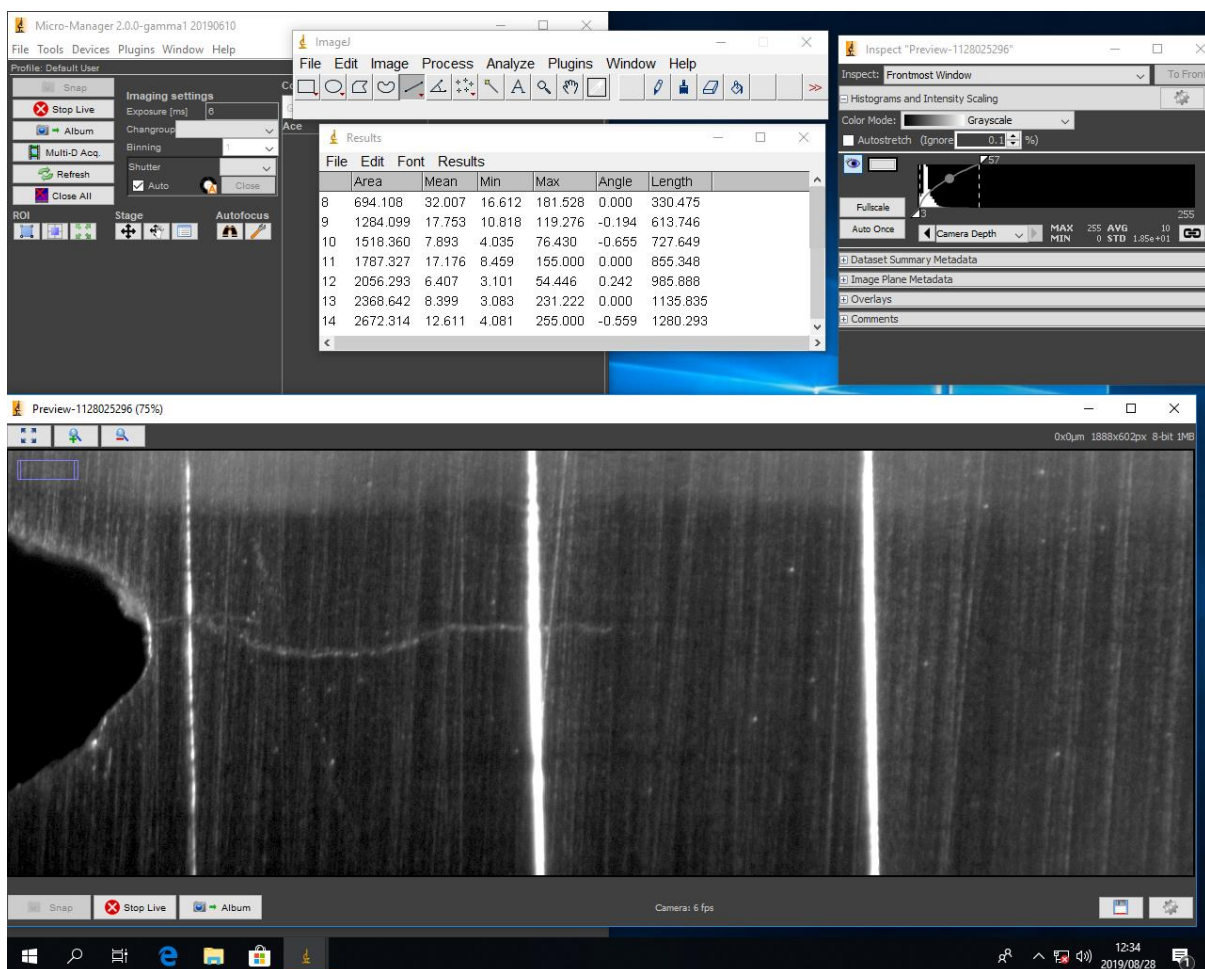 Micro-Manager 2.0.0-gamma1 20190610
File Tools Devices Plugins Window Help
Profile: Default User
Snap
Stop Live
Album
Multi-D Acq.
Refresh
Close All
Imaging settings
Exposure [ms] 6
Changroup
Binning 1
Shutter
Auto
Close
ROI Stage Autofocus
ImageJ
File Edit Image Process Analyze Plugins Window Help
Results
File Edit Font Results
Area Mean Min Max Angle Length
8 694.108 32.007 16.612 181.528 0.000 330.475
9 1284.099 17.753 10.818 119.276 -0.194 613.746
10 1518.360 7.893 4.035 76.430 -0.655 727.649
11 1787.327 17.176 8.459 155.000 0.000 855.348
12 2056.293 6.407 3.101 54.446 0.242 985.888
13 2368.642 8.399 3.083 231.222 0.000 1135.835
14 2672.314 12.611 4.081 255.000 -0.559 1280.293
Inspect "Preview-1128025296"
Inspect: Frontmost Window To Front
Histograms and Intensity Scaling
Color Mode: Grayscale
Autostretch (Ignore 0.1 %)
57
Fullscale
3 255
Auto Once Camera Depth MAX 255 AVG 10
MIN 0 STD 1.85e+01
Dataset Summary Metadata
Image Plane Metadata
Overlays
Comments
Preview-1128025296 (75%)
0x0µm 1888x602px 8-bit 1MB
Snap Stop Live Album Camera: 6 fps
12:34
2019/08/28